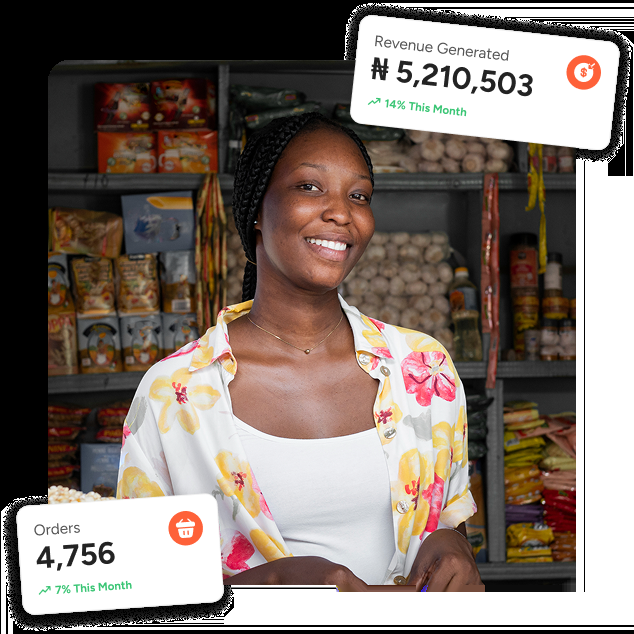 Revenue Generated
₦ 5,210,503
14% This Month
Orders
4,756
7% This Month